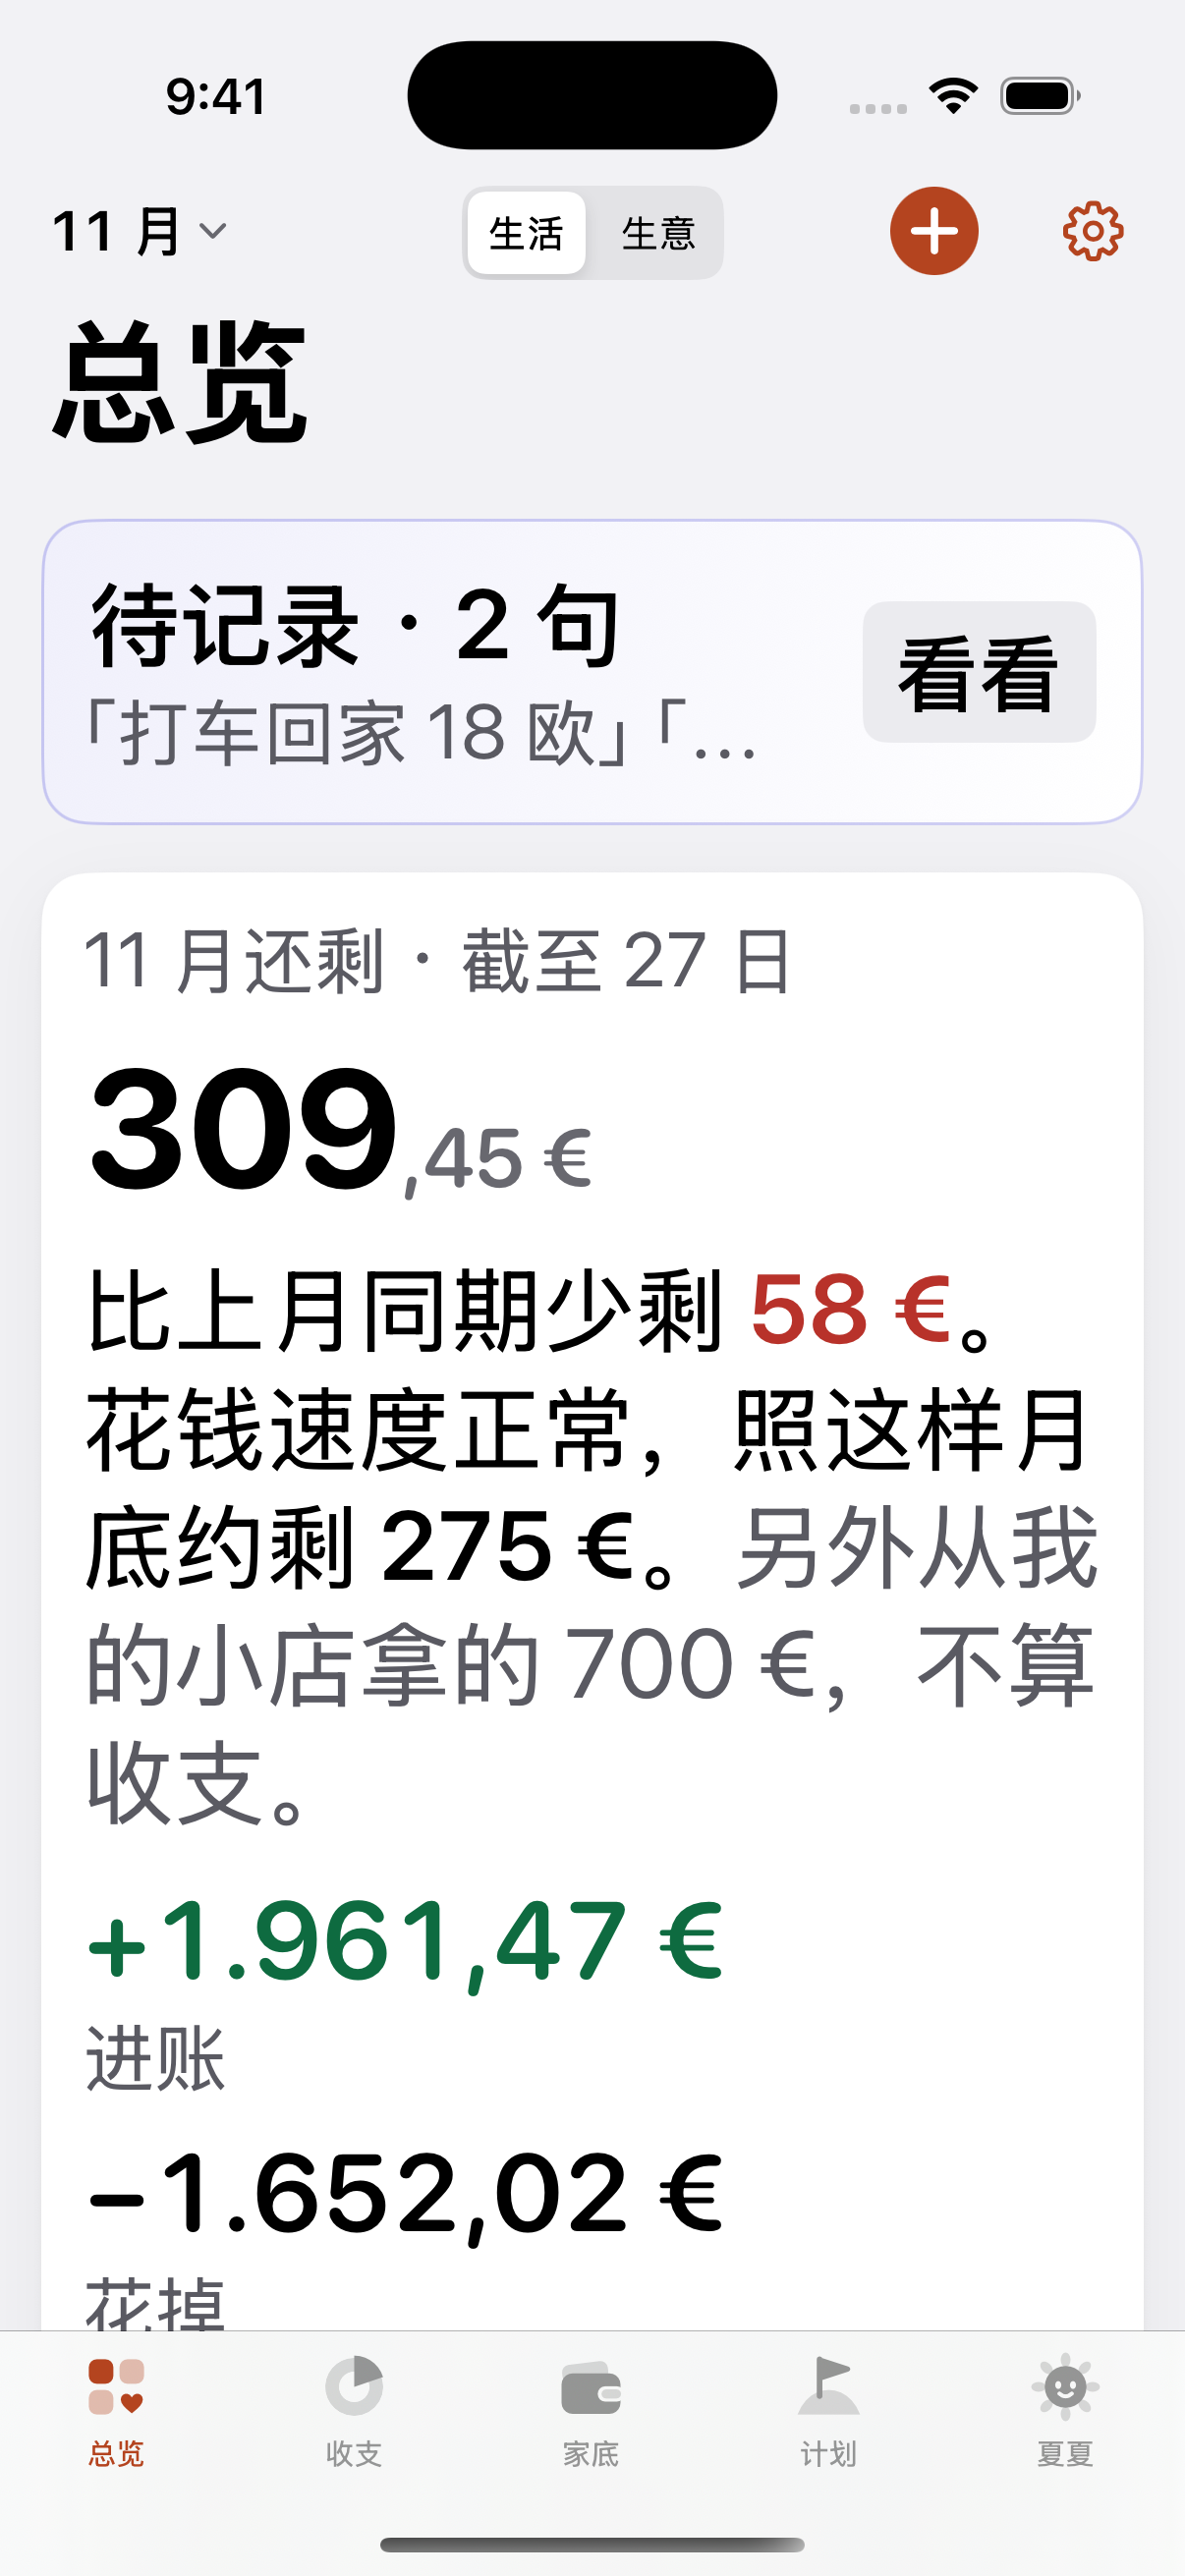 9:41
11 月
生活
生意
总览
待记录 · 2 句
「打车回家 18 欧」「…
看看
11 月还剩 · 截至 27 日
309,45 €
比上月同期少剩 58 €。
花钱速度正常，照这样月
底约剩 275 €。另外从我
的小店拿的 700 €，不算
收支。
+1.961,47 €
进账
−1.652,02 €
花掉
总览
收支
家底
计划
夏夏